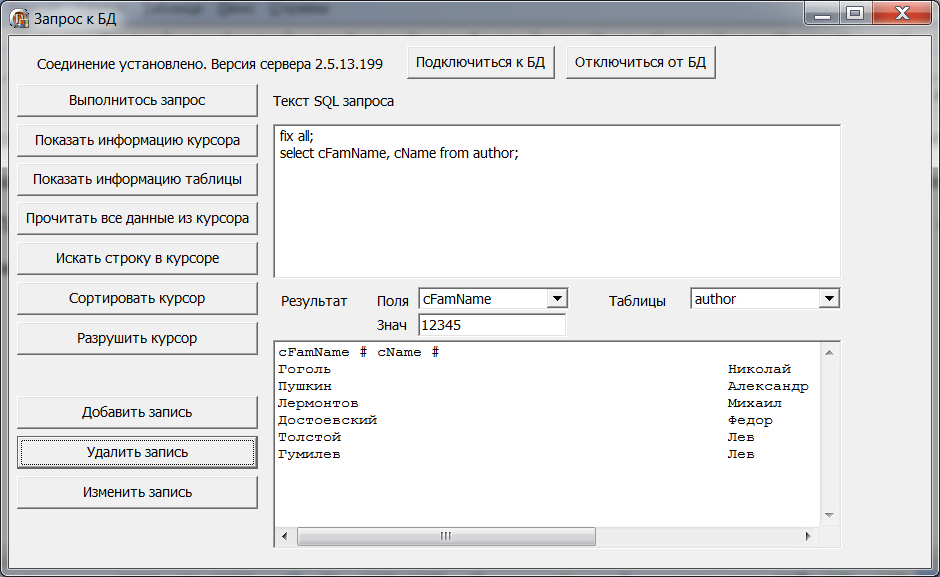 Запрос к БД
Соединение установлено. Версия сервера 2.5.13.199
Подключиться к БД
Отключиться от БД
Выполнитось запрос
Показать информацию курсора
Показать информацию таблицы
Прочитать все данные из курсора
Искать строку в курсоре
Сортировать курсор
Разрушить курсор
Добавить запись
Удалить запись
Изменить запись
Текст SQL запроса
fix all;
select cFamName, cName from author;
Результат
Поля
cFamName
Таблицы
author
Знач
12345
cFamName # cName #
Гоголь Николай
Пушкин Александр
Лермонтов Михаил
Достоевский Федор
Толстой Лев
Гумилев Лев